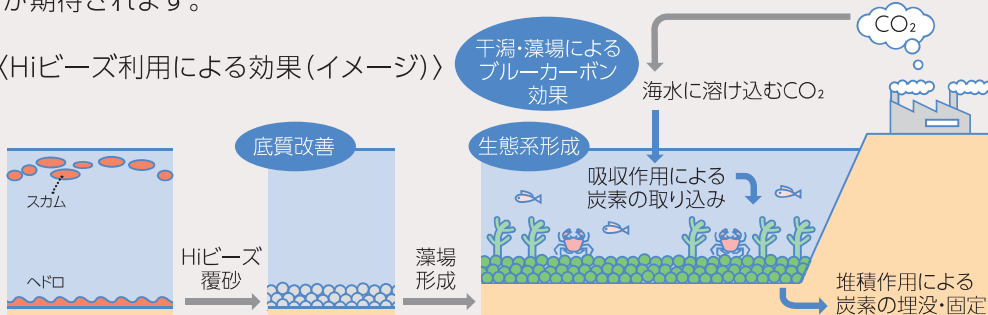 が期待されます。
〈Hiビーズ利用による効果（イメージ）〉
干潟・藻場による
ブルーカーボン
効果
CO₂
海水に溶け込むCO₂
底質改善
生態系形成
スカム
吸収作用による
炭素の取り込み
Hiビーズ
覆砂
藻場
形成
ヘドロ
堆積作用による
炭素の埋没・固定